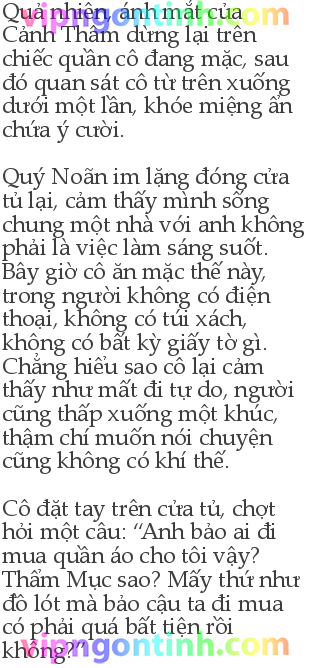 vipngontinh.com
Quả nhiên, ánh mắt của
Cảnh Thẩm dừng lại trên
chiếc quần cô đang mặc, sau
đó quan sát cô từ trên xuống
dưới một lần, khóe miệng ẩn
chứa ý cười.
Quý Noãn im lặng đóng cửa
tủ lại, cảm thấy mình sống
chung một nhà với anh không
phải là việc làm sáng suốt.
Bây giờ cô ăn mặc thế này,
trong người không có điện
thoại, không có túi xách,
không có bất kỳ giấy tờ gì.
Chẳng hiểu sao cô lại cảm
thấy như mất đi tự do, người
cũng thấp xuống một khúc,
thậm chí muốn nói chuyện
cũng không có khí thế.
Cô đặt tay trên cửa tủ, chợt
hỏi một câu: “Anh bảo ai đi
mua quần áo cho tôi vậy?
Thẩm Mục sao? Mấy thứ như
đồ lót mà bảo cậu ta đi mua
có phải quá bất tiện rồi
không?”
vipngontinh.com